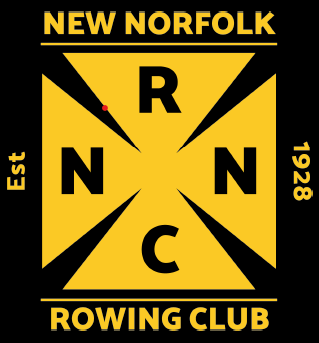 NEW NORFOLK
R
Est N N 1928
C
ROWING CLUB